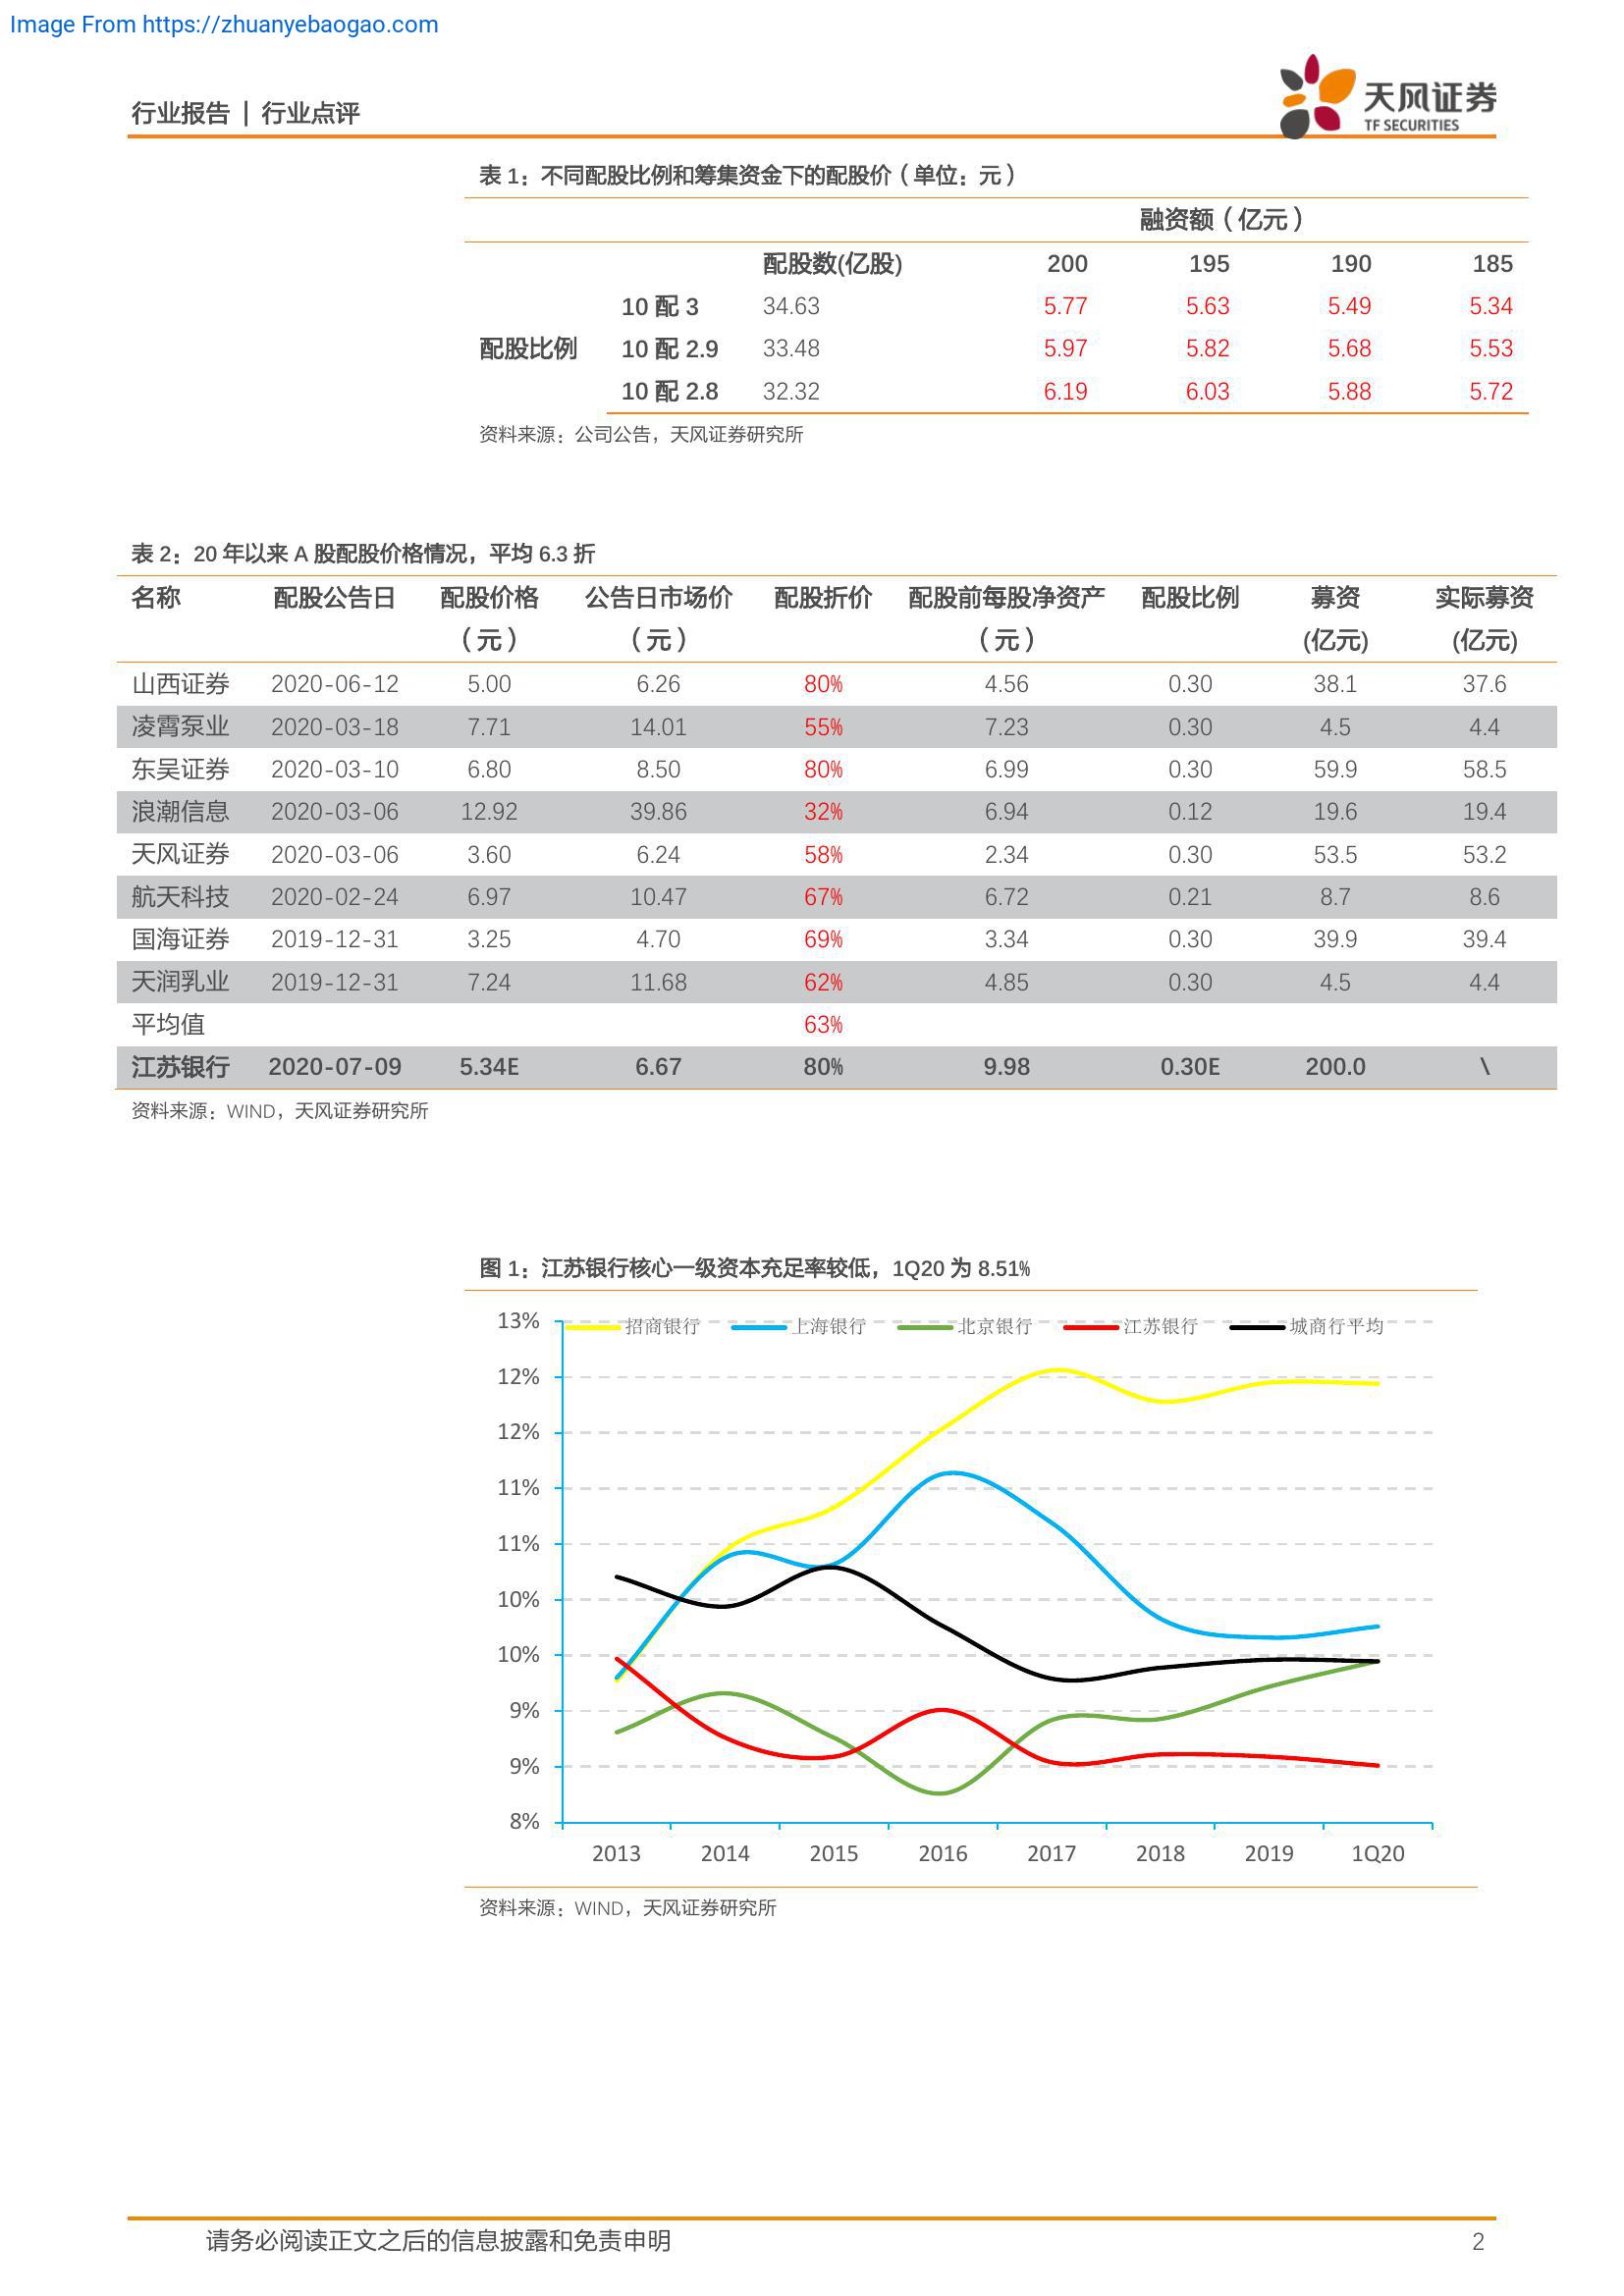 Image From https://zhuanyebaogao.com
行业报告 | 行业点评
天风证券
TF SECURITIES
表 1：不同配股比例和筹集资金下的配股价（单位：元）
融资额（亿元）
配股数(亿股) 200 195 190 185
10 配 3 34.63 5.77 5.63 5.49 5.34
配股比例 10 配 2.9 33.48 5.97 5.82 5.68 5.53
10 配 2.8 32.32 6.19 6.03 5.88 5.72
资料来源：公司公告，天风证券研究所
表 2：20 年以来 A 股配股价格情况，平均 6.3 折
名称 配股公告日 配股价格 公告日市场价 配股折价 配股前每股净资产 配股比例 募资 实际募资
（元） （元） （元） (亿元) (亿元)
山西证券 2020-06-12 5.00 6.26 80% 4.56 0.30 38.1 37.6
凌霄泵业 2020-03-18 7.71 14.01 55% 7.23 0.30 4.5 4.4
东吴证券 2020-03-10 6.80 8.50 80% 6.99 0.30 59.9 58.5
浪潮信息 2020-03-06 12.92 39.86 32% 6.94 0.12 19.6 19.4
天风证券 2020-03-06 3.60 6.24 58% 2.34 0.30 53.5 53.2
航天科技 2020-02-24 6.97 10.47 67% 6.72 0.21 8.7 8.6
国海证券 2019-12-31 3.25 4.70 69% 3.34 0.30 39.9 39.4
天润乳业 2019-12-31 7.24 11.68 62% 4.85 0.30 4.5 4.4
平均值 63%
江苏银行 2020-07-09 5.34E 6.67 80% 9.98 0.30E 200.0 \
资料来源：WIND，天风证券研究所
图 1：江苏银行核心一级资本充足率较低，1Q20 为 8.51%
招商银行 上海银行 北京银行 江苏银行 城商行平均
13%
12%
12%
11%
11%
10%
10%
9%
9%
8%
2013 2014 2015 2016 2017 2018 2019 1Q20
资料来源：WIND，天风证券研究所
请务必阅读正文之后的信息披露和免责申明 2